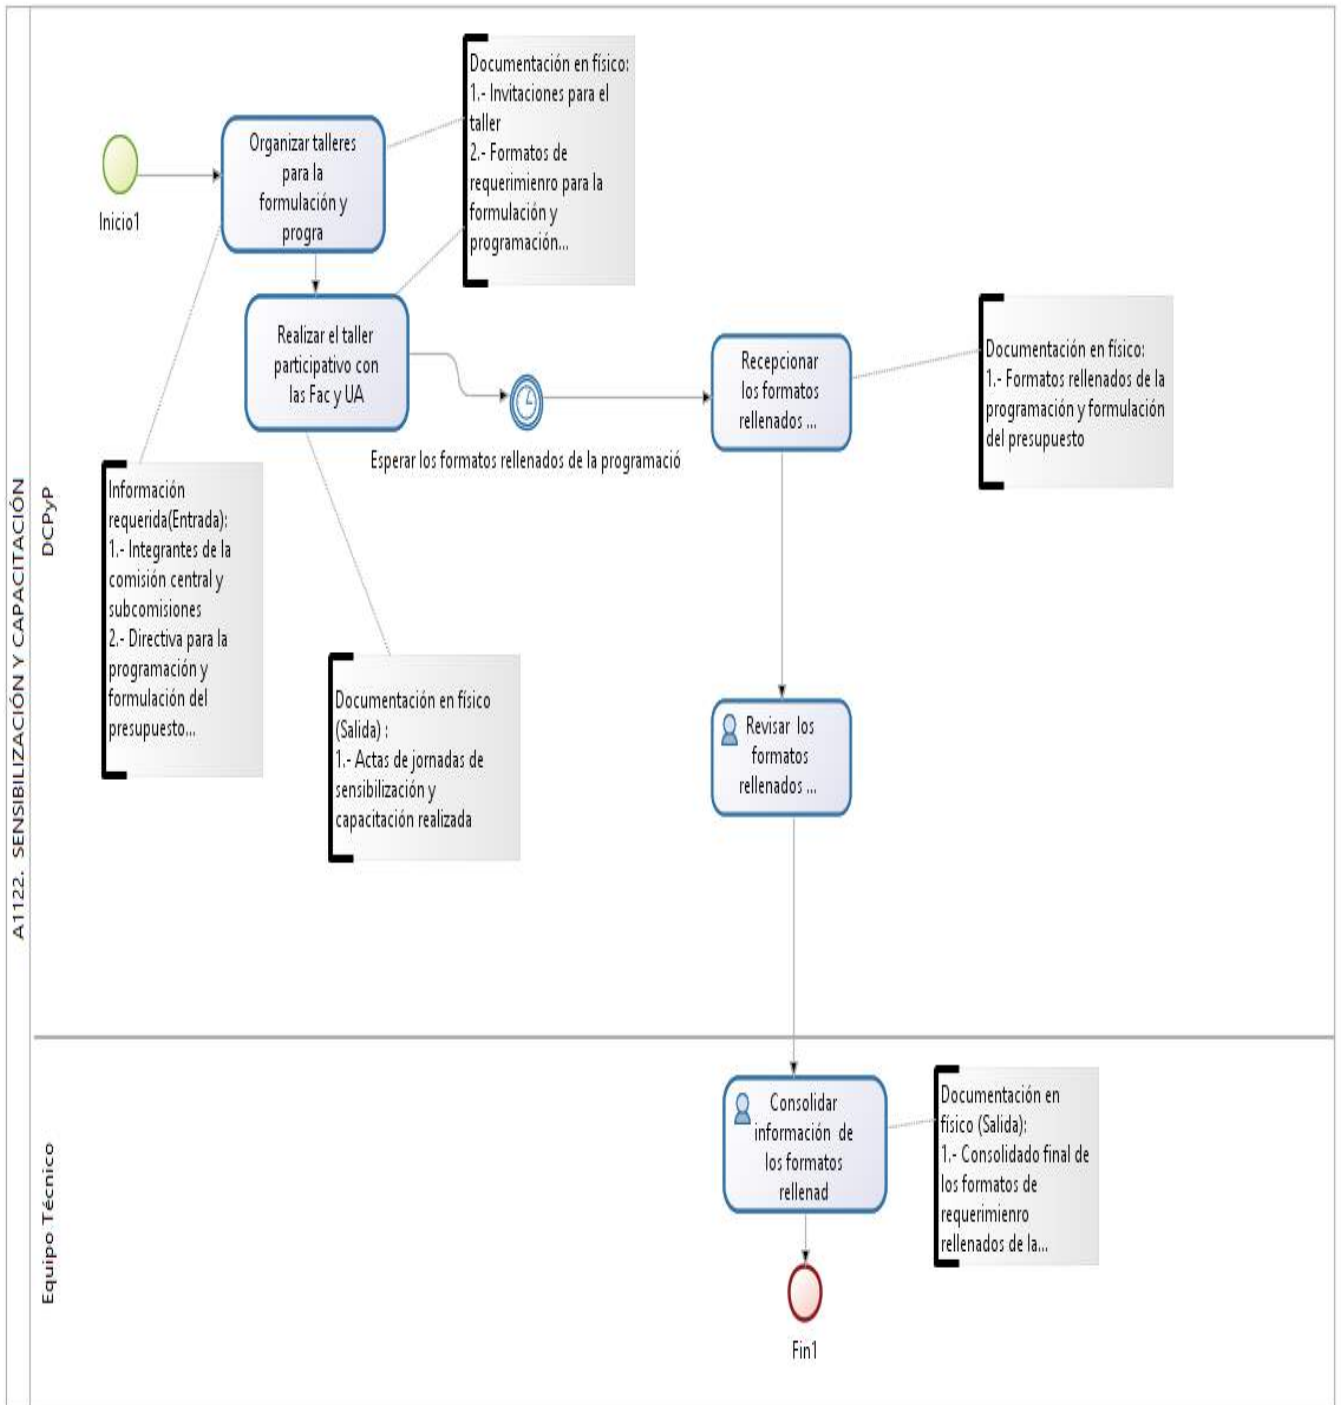 A1122.  SENSIBILIZACIÓN Y CAPACITACIÓN
DCPyP
Inicio1
Organizar talleres
para la
formulación y
progra
Documentación en físico:
1.- Invitaciones para el
taller
2.- Formatos de
requerimienro para la
formulación y
programación...
Realizar el taller
participativo con
las Fac y UA
Esperar los formatos rellenados de la programació
Recepcionar
los formatos
rellenados ...
Documentación en físico:
1.- Formatos rellenados de la
programación y formulación
del presupuesto
Información
requerida(Entrada):
1.- Integrantes de la
comisión central y
subcomisiones
2.- Directiva para la
programación y
formulación del
presupuesto...
Documentación en físico
(Salida) :
1.- Actas de jornadas de
sensibilización y
capacitación realizada
Revisar  los
formatos
rellenados ...
Equipo Técnico
Consolidar
información  de
los formatos
rellenad
Documentación en
físico (Salida):
1.- Consolidado final de
los formatos de
requerimienro
rellenados de la...
Fin1